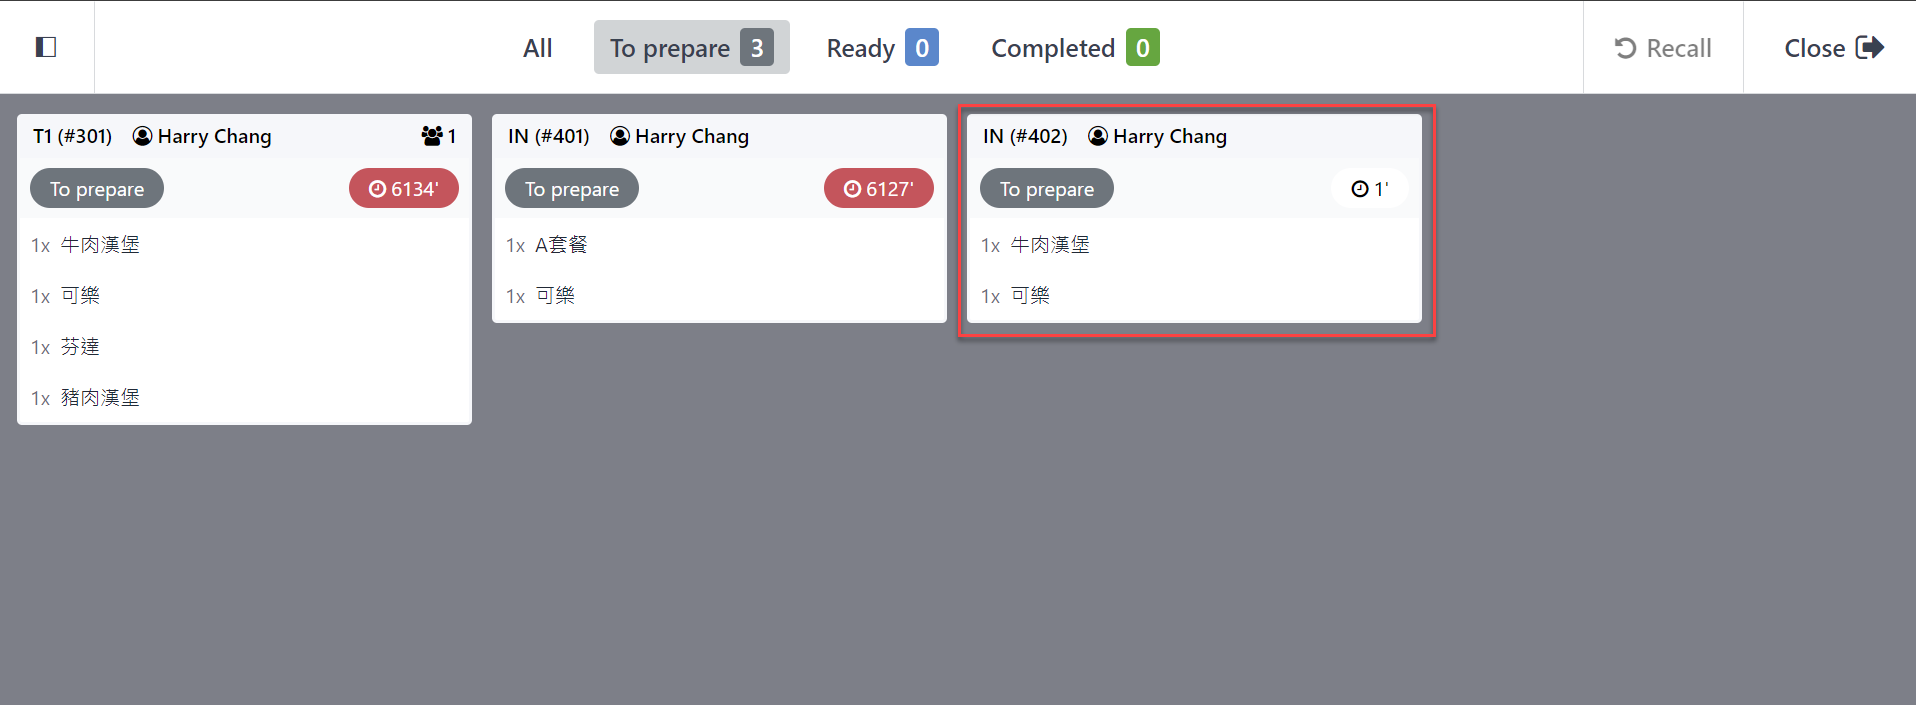 All To prepare 3 Ready 0 Completed 0 Recall Close
T1 (#301) Harry Chang 1
To prepare 6134'
1x 牛肉漢堡
1x 可樂
1x 芬達
1x 豬肉漢堡
IN (#401) Harry Chang
To prepare 6127'
1x A套餐
1x 可樂
IN (#402) Harry Chang
To prepare 1'
1x 牛肉漢堡
1x 可樂